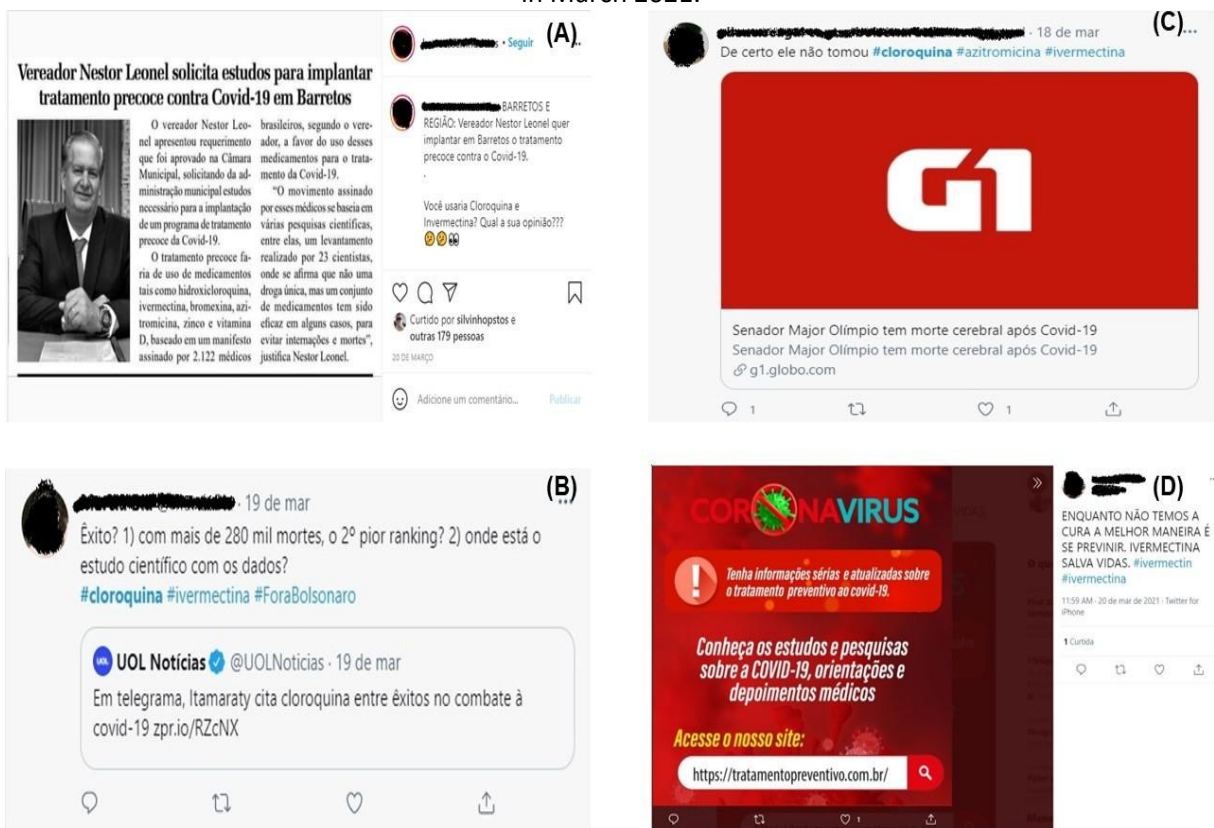 in March 2021.
(A)
• Seguir
Vereador Nestor Leonel solicita estudos para implantar
tratamento precoce contra Covid-19 em Barretos
O vereador Nestor Leo-
nel apresentou requerimento
que foi aprovado na Câmara
Municipal, solicitando da ad-
ministração municipal estudos
necessário para a implantação
de um programa de tratamento
precoce da Covid-19.
O tratamento precoce fa-
ria de uso de medicamentos
tais como hidroxicloroquina,
ivermectina, bromexina, azi-
tromicina, zinco e vitamina
D, baseado em um manifesto
assinado por 2.122 médicos
brasileiros, segundo o vere-
ador, a favor do uso desses
medicamentos para o trata-
mento da Covid-19.
"O movimento assinado
por esses médicos se baseia em
várias pesquisas científicas,
entre elas, um levantamento
realizado por 23 cientistas,
onde se afirma que não uma
droga única, mas um conjunto
de medicamentos tem sido
eficaz em alguns casos, para
evitar internações e mortes",
justifica Nestor Leonel.
BARRETOS E
REGIÃO: Vereador Nestor Leonel quer
implantar em Barretos o tratamento
precoce contra o Covid-19.
.
Você usaria Cloroquina e
Invermectina? Qual a sua opinião???
Curtido por silvinhopstos e
outras 179 pessoas
20 DE MARÇO
Adicione um comentário...
Publicar
(C)
· 18 de mar
De certo ele não tomou #cloroquina #azitromicina #ivermectina
G1
Senador Major Olímpio tem morte cerebral após Covid-19
Senador Major Olímpio tem morte cerebral após Covid-19
g1.globo.com
1
1
(B)
· 19 de mar
Êxito? 1) com mais de 280 mil mortes, o 2º pior ranking? 2) onde está o
estudo científico com os dados?
#cloroquina #ivermectina #ForaBolsonaro
UOL
UOL Notícias @UOLNoticias · 19 de mar
Em telegrama, Itamaraty cita cloroquina entre êxitos no combate à
covid-19 zpr.io/RZcNX
(D)
CORONAVIRUS
Tenha informações sérias e atualizadas sobre
o tratamento preventivo ao covid-19.
Conheça os estudos e pesquisas
sobre a COVID-19, orientações e
depoimentos médicos
Acesse o nosso site:
https://tratamentopreventivo.com.br/
1
ENQUANTO NÃO TEMOS A
CURA A MELHOR MANEIRA É
SE PREVINIR. IVERMECTINA
SALVA VIDAS. #ivermectin
#ivermectina
11:59 AM · 20 de mar de 2021 · Twitter for
iPhone
1 Curtida